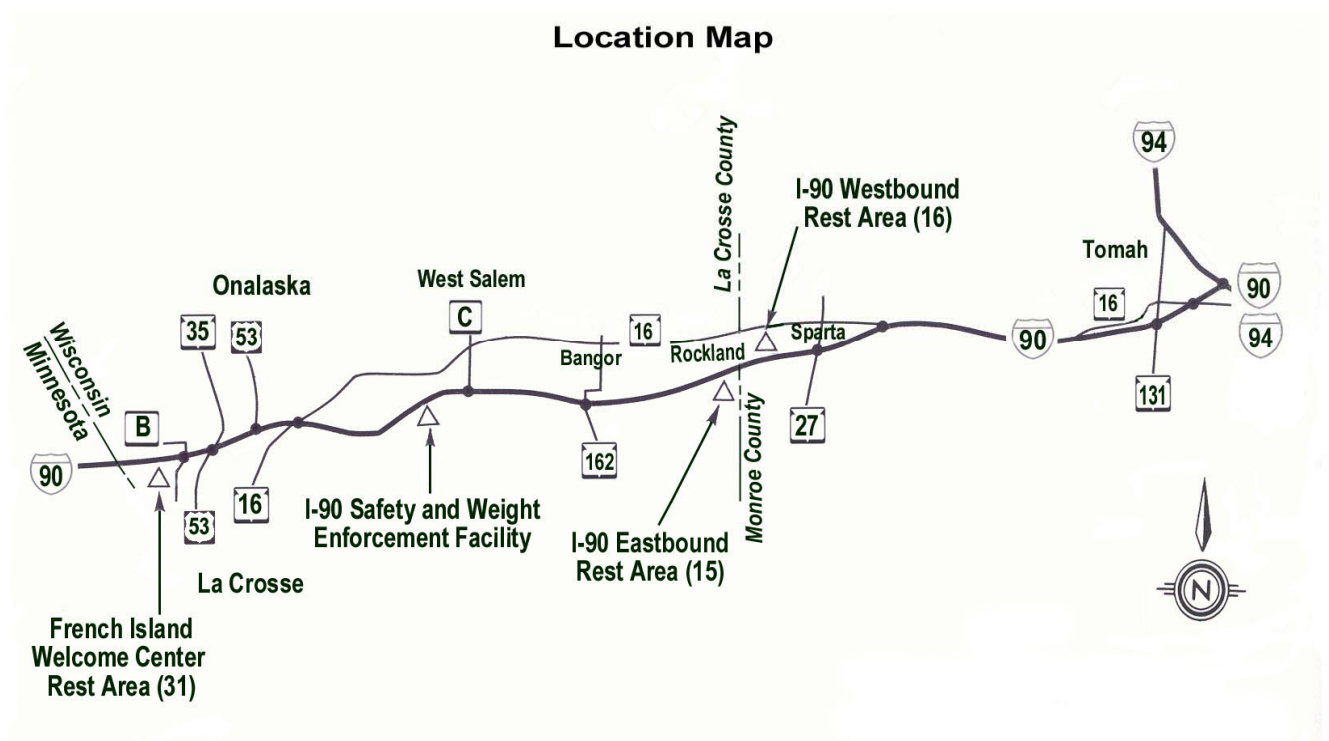 Location Map
94
La Crosse County
I-90 Westbound
Rest Area (16)
Tomah
Onalaska
West Salem
90
16
35
53
C
16
Sparta
94
90
Wisconsin
Minnesota
Bangor
Rockland
131
B
27
162
Monroe County
90
53
16
I-90 Safety and Weight
Enforcement Facility
I-90 Eastbound
Rest Area (15)
La Crosse
N
French Island
Welcome Center
Rest Area (31)